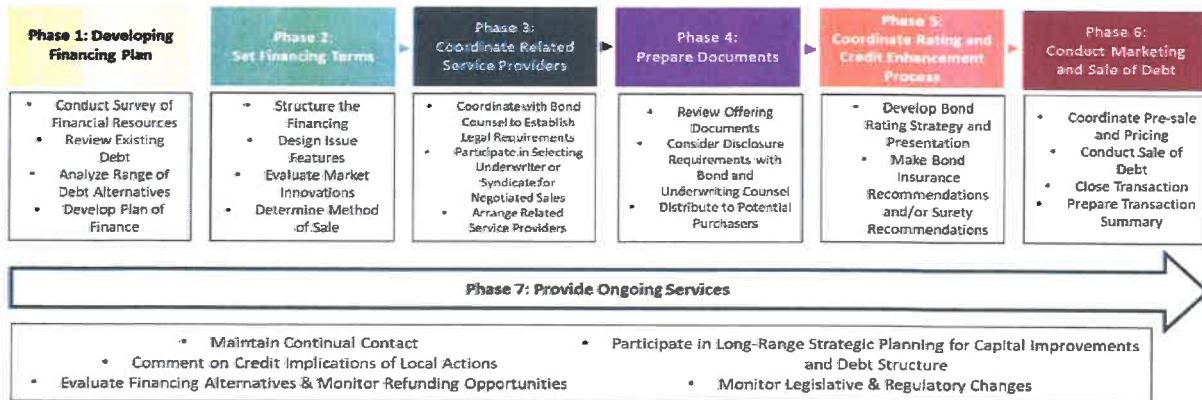 Phase 1: Developing
Financing Plan
Phase 2:
Set Financing Terms
Phase 3:
Coordinate Related
Service Providers
Phase 4:
Prepare Documents
Phase 5:
Coordinate Rating and
Credit Enhancement
Process
Phase 6:
Conduct Marketing
and Sale of Debt
• Conduct Survey of
Financial Resources
• Review Existing
Debt
• Analyze Range of
Debt Alternatives
• Develop Plan of
Finance
• Structure the
Financing
• Design Issue
Features
• Evaluate Market
Innovations
• Determine Method
of Sale
• Coordinate with Bond
Counsel to Establish
Legal Requirements
• Participate in Selecting
Underwriter or
Syndicate for
Negotiated Sales
• Arrange Related
Service Providers
• Review Offering
Documents
• Consider Disclosure
Requirements with
Bond and
Underwriting Counsel
• Distribute to Potential
Purchasers
• Develop Bond
Rating Strategy and
Presentation
• Make Bond
Insurance
Recommendations
and/or Surety
Recommendations
• Coordinate Pre-sale
and Pricing
• Conduct Sale of
Debt
• Close Transaction
• Prepare Transaction
Summary
Phase 7: Provide Ongoing Services
• Maintain Continual Contact
• Comment on Credit Implications of Local Actions
• Evaluate Financing Alternatives & Monitor Refunding Opportunities
• Participate in Long-Range Strategic Planning for Capital Improvements
and Debt Structure
• Monitor Legislative & Regulatory Changes